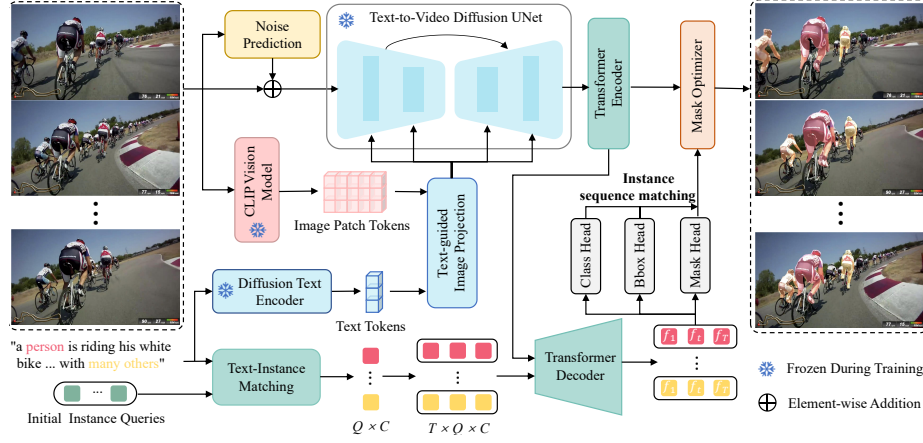 Noise
Prediction
Text-to-Video Diffusion UNet
Transformer
Encoder
Mask Optimizer
CLIP Vision
Model
Image Patch Tokens
Text-guided
Image Projection
Instance
sequence matching
Class Head
Bbox Head
Mask Head
Diffusion Text
Encoder
Text Tokens
"a person is riding his white
bike ... with many others"
Text-Instance
Matching
...
Initial Instance Queries
Q × C
T × Q × C
Transformer
Decoder
f1 ft fT
f1 fT fT
Frozen During Training
Element-wise Addition